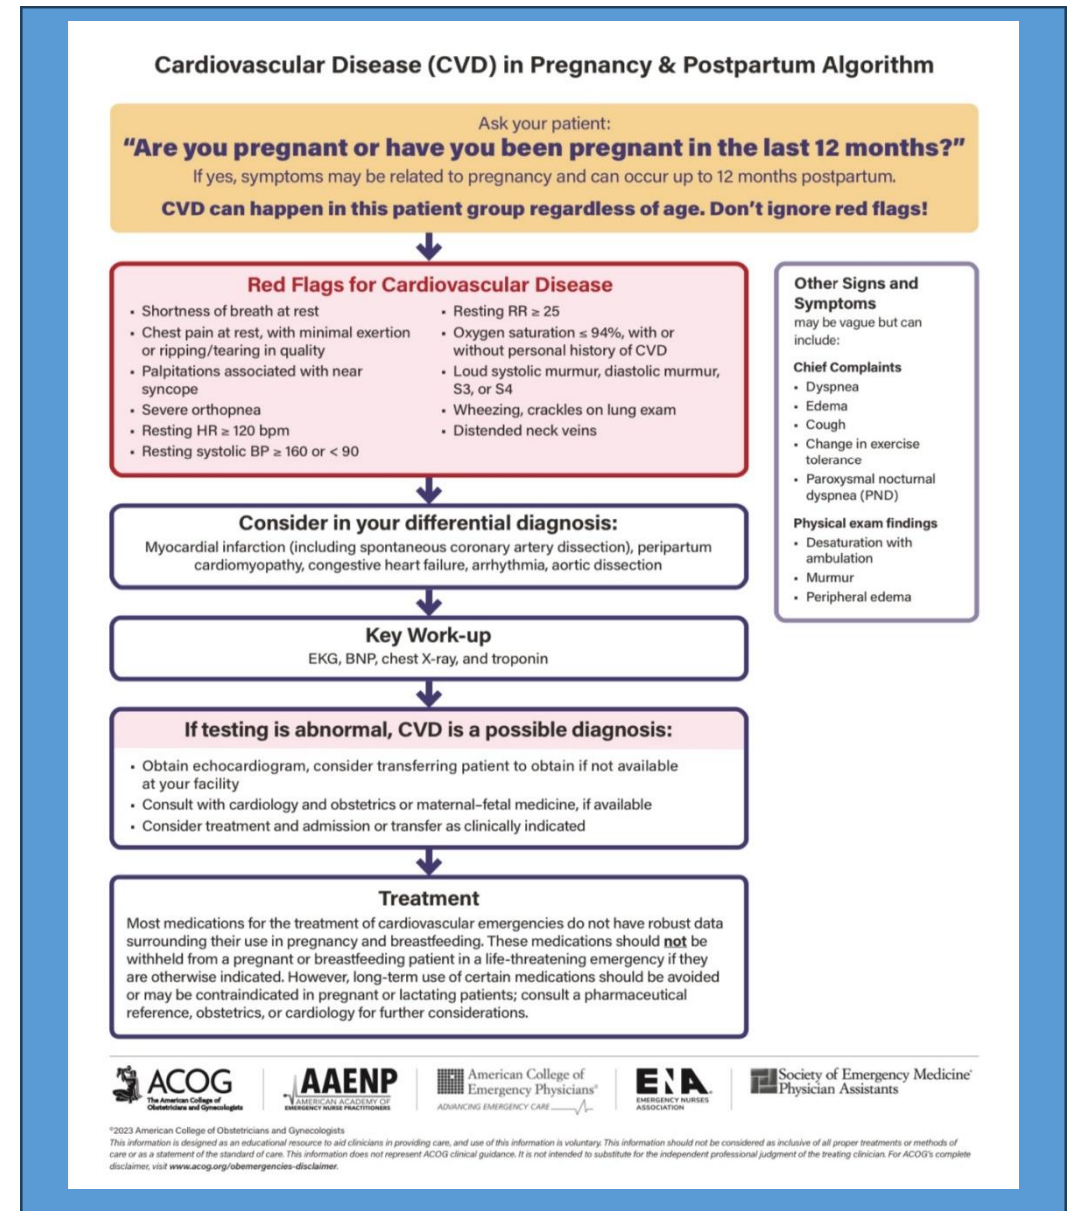 Cardiovascular Disease (CVD) in Pregnancy & Postpartum Algorithm
Ask your patient:
“Are you pregnant or have you been pregnant in the last 12 months?”
If yes, symptoms may be related to pregnancy and can occur up to 12 months postpartum.
CVD can happen in this patient group regardless of age. Don’t ignore red flags!
Red Flags for Cardiovascular Disease
• Shortness of breath at rest
• Chest pain at rest, with minimal exertion
or ripping/tearing in quality
• Palpitations associated with near
syncope
• Severe orthopnea
• Resting HR ≥ 120 bpm
• Resting systolic BP ≥ 160 or < 90
• Resting RR ≥ 25
• Oxygen saturation ≤ 94%, with or
without personal history of CVD
• Loud systolic murmur, diastolic murmur,
S3, or S4
• Wheezing, crackles on lung exam
• Distended neck veins
Other Signs and
Symptoms
may be vague but can
include:
Chief Complaints
• Dyspnea
• Edema
• Cough
• Change in exercise
tolerance
• Paroxysmal nocturnal
dyspnea (PND)
Physical exam findings
• Desaturation with
ambulation
• Murmur
• Peripheral edema
Consider in your differential diagnosis:
Myocardial infarction (including spontaneous coronary artery dissection), peripartum
cardiomyopathy, congestive heart failure, arrhythmia, aortic dissection
Key Work-up
EKG, BNP, chest X-ray, and troponin
If testing is abnormal, CVD is a possible diagnosis:
• Obtain echocardiogram, consider transferring patient to obtain if not available
at your facility
• Consult with cardiology and obstetrics or maternal–fetal medicine, if available
• Consider treatment and admission or transfer as clinically indicated
Treatment
Most medications for the treatment of cardiovascular emergencies do not have robust data
surrounding their use in pregnancy and breastfeeding. These medications should not be
withheld from a pregnant or breastfeeding patient in a life-threatening emergency if they
are otherwise indicated. However, long-term use of certain medications should be avoided
or may be contraindicated in pregnant or lactating patients; consult a pharmaceutical
reference, obstetrics, or cardiology for further considerations.
ACOG
The American College of
Obstetricians and Gynecologists
AAENP
AMERICAN ACADEMY OF
EMERGENCY NURSE PRACTITIONERS
American College of
Emergency Physicians®
ADVANCING EMERGENCY CARE
ENA
EMERGENCY NURSES
ASSOCIATION
Society of Emergency Medicine
Physician Assistants
©2023 American College of Obstetricians and Gynecologists
This information is designed as an educational resource to aid clinicians in providing care, and use of this information is voluntary. This information should not be considered as inclusive of all proper treatments or methods of
care or as a statement of the standard of care. This information does not represent ACOG clinical guidance. It is not intended to substitute for the independent professional judgment of the treating clinician. For ACOG’s complete
disclaimer, visit www.acog.org/obemergencies-disclaimer.